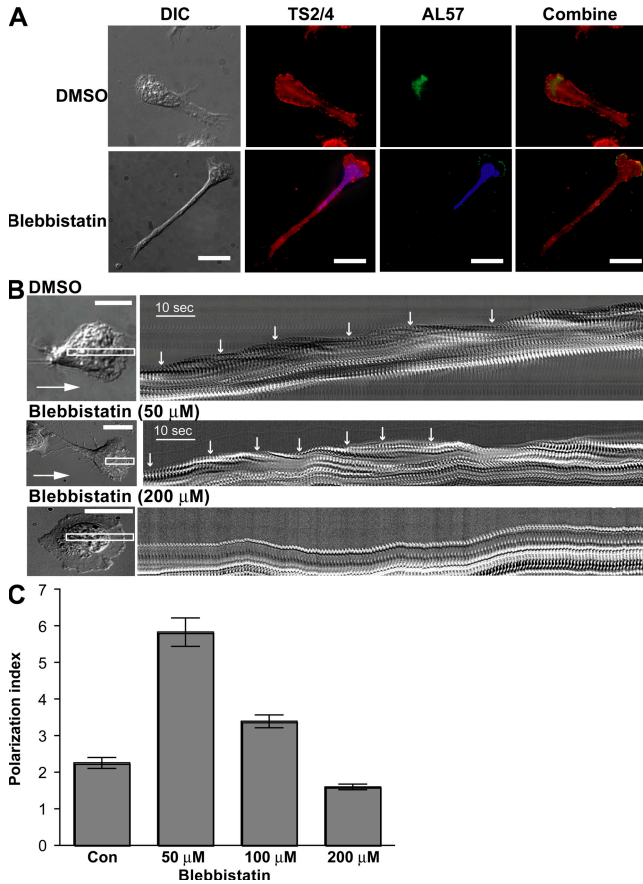 A
DIC TS2/4 AL57 Combine
DMSO
Blebbistatin
B DMSO
10 sec
Blebbistatin (50 μM)
10 sec
Blebbistatin (200 μM)
C
7
6
5
4
3
2
1
0
Polarization index
Con 50 μM 100 μM 200 μM
Blebbistatin